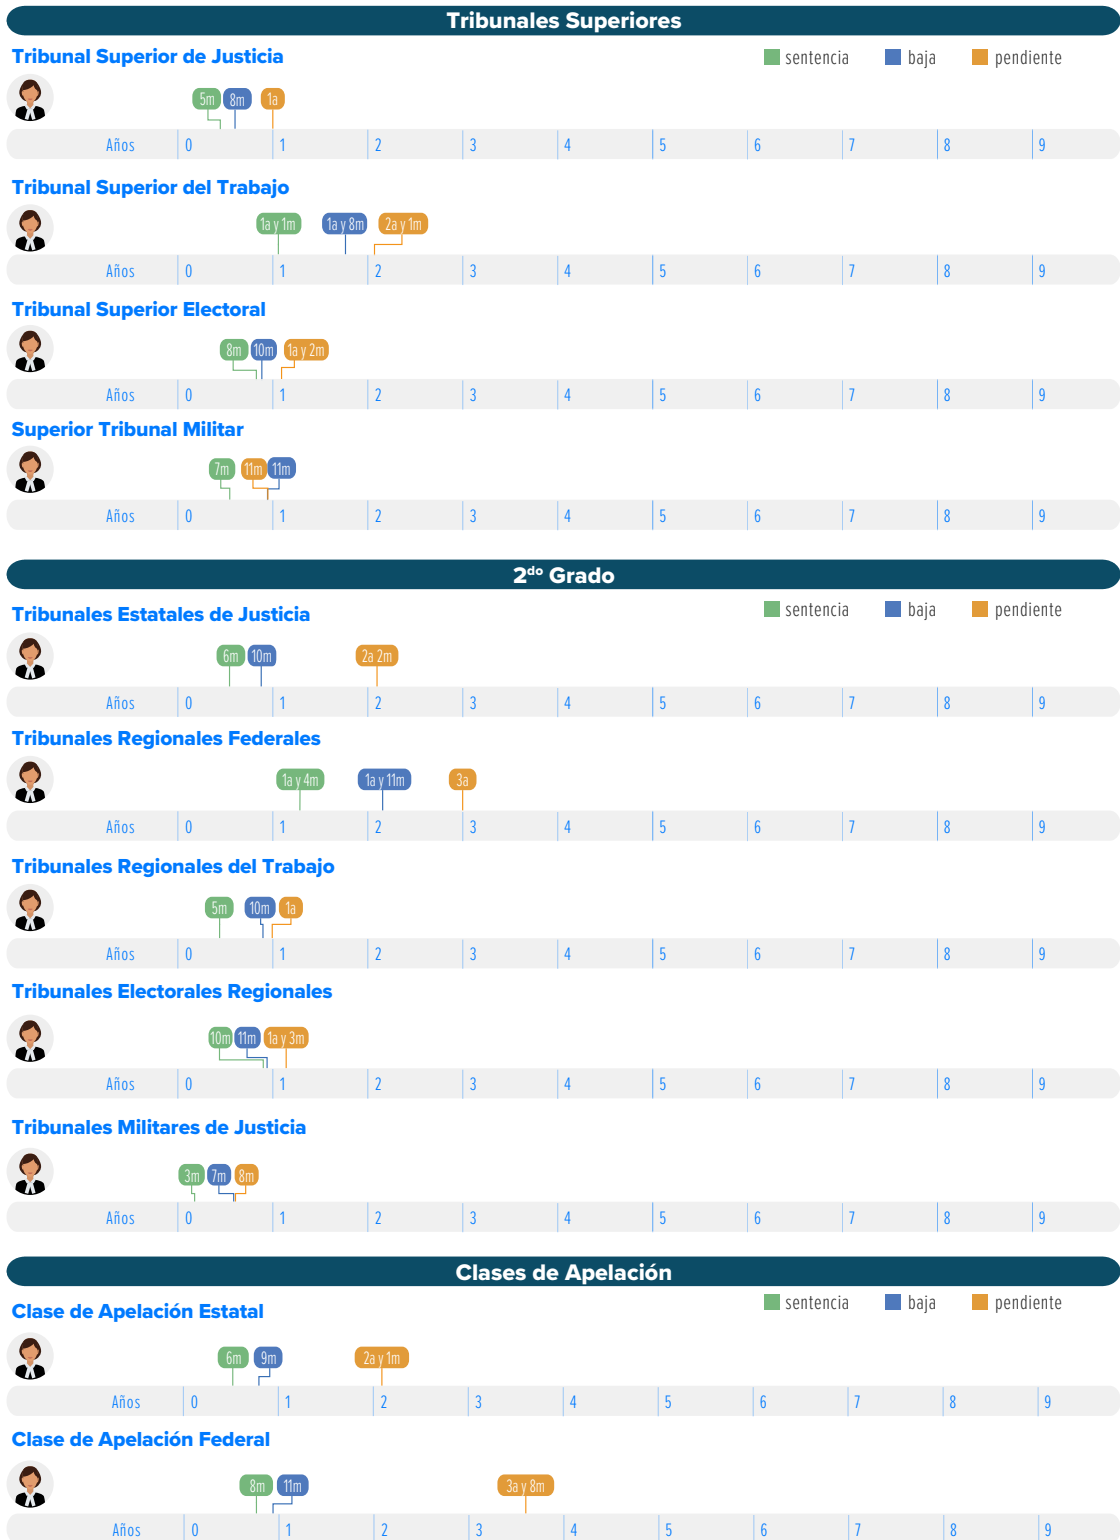 Tribunales Superiores
Tribunal Superior de Justicia
sentencia baja pendiente
5m 8m 1a
Años 0 1 2 3 4 5 6 7 8 9
Tribunal Superior del Trabajo
1a y 1m 1a y 8m 2a y 1m
Años 0 1 2 3 4 5 6 7 8 9
Tribunal Superior Electoral
8m 10m 1a y 2m
Años 0 1 2 3 4 5 6 7 8 9
Superior Tribunal Militar
7m 11m 11m
Años 0 1 2 3 4 5 6 7 8 9
2do Grado
Tribunales Estatales de Justicia
sentencia baja pendiente
6m 10m 2a 2m
Años 0 1 2 3 4 5 6 7 8 9
Tribunales Regionales Federales
1a y 4m 1a y 11m 3a
Años 0 1 2 3 4 5 6 7 8 9
Tribunales Regionales del Trabajo
5m 10m 1a
Años 0 1 2 3 4 5 6 7 8 9
Tribunales Electorales Regionales
10m 11m 1a y 3m
Años 0 1 2 3 4 5 6 7 8 9
Tribunales Militares de Justicia
3m 7m 8m
Años 0 1 2 3 4 5 6 7 8 9
Clases de Apelación
Clase de Apelación Estatal
sentencia baja pendiente
6m 9m 2a y 1m
Años 0 1 2 3 4 5 6 7 8 9
Clase de Apelación Federal
8m 11m 3a y 8m
Años 0 1 2 3 4 5 6 7 8 9